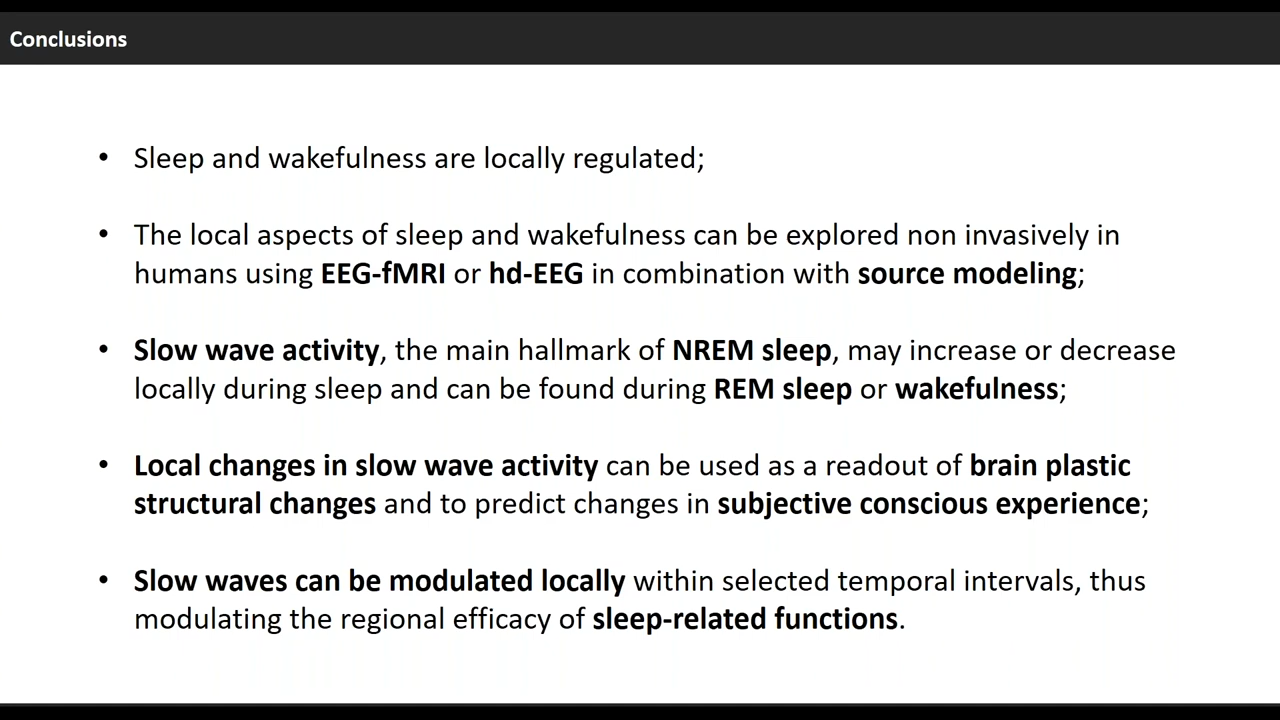 Conclusions
• Sleep and wakefulness are locally regulated;
• The local aspects of sleep and wakefulness can be explored non invasively in
humans using EEG-fMRI or hd-EEG in combination with source modeling;
• Slow wave activity, the main hallmark of NREM sleep, may increase or decrease
locally during sleep and can be found during REM sleep or wakefulness;
• Local changes in slow wave activity can be used as a readout of brain plastic
structural changes and to predict changes in subjective conscious experience;
• Slow waves can be modulated locally within selected temporal intervals, thus
modulating the regional efficacy of sleep-related functions.